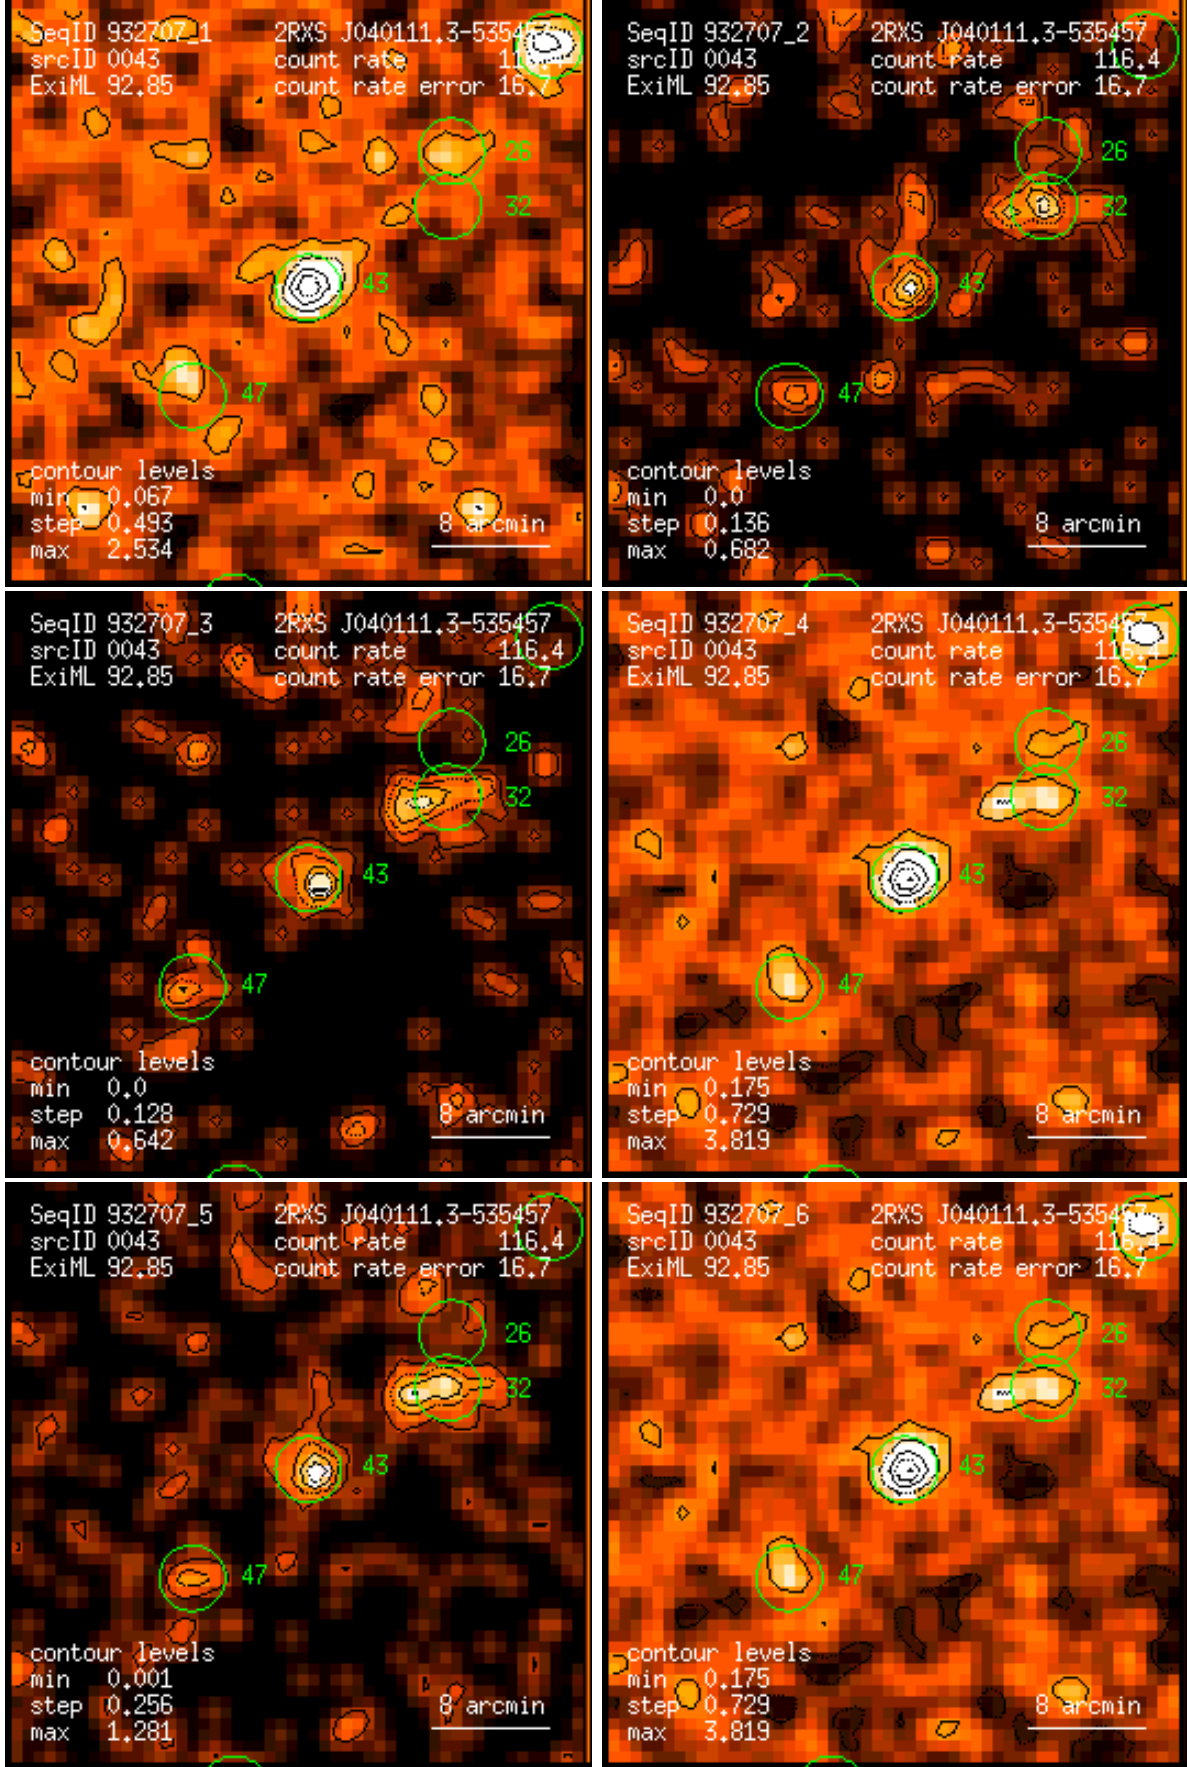 SeqID 932707_1 2RXS J040111.3-535457
srcID 0043 count rate 116.4
ExiML 92.85 count rate error 16.7
26
32
43
47
contour levels
min 0.067
step 0.493 8 arcmin
max 2.534
SeqID 932707_2 2RXS J040111.3-535457
srcID 0043 count rate 116.4
ExiML 92.85 count rate error 16.7
26
32
43
47
contour levels
min 0.0
step 0.136 8 arcmin
max 0.682
SeqID 932707_3 2RXS J040111.3-535457
srcID 0043 count rate 116.4
ExiML 92.85 count rate error 16.7
26
32
43
47
contour levels
min 0.0
step 0.128 8 arcmin
max 0.642
SeqID 932707_4 2RXS J040111.3-535457
srcID 0043 count rate 116.4
ExiML 92.85 count rate error 16.7
26
32
43
47
contour levels
min 0.175
step 0.729 8 arcmin
max 3.819
SeqID 932707_5 2RXS J040111.3-535457
srcID 0043 count rate 116.4
ExiML 92.85 count rate error 16.7
26
32
43
47
contour levels
min 0.001
step 0.256 8 arcmin
max 1.281
SeqID 932707_6 2RXS J040111.3-535457
srcID 0043 count rate 116.4
ExiML 92.85 count rate error 16.7
26
32
43
47
contour levels
min 0.175
step 0.729 8 arcmin
max 3.819